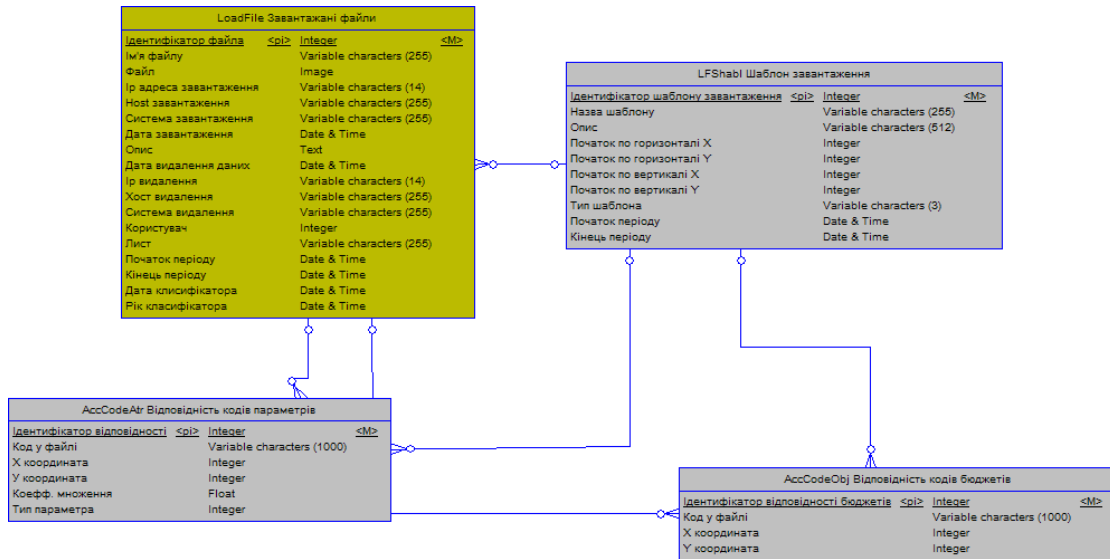 LoadFile Завантажані файли
Ідентифікатор файла <pi> Integer <M>
Ім'я файлу Variable characters (255)
Файл Image
Ір адреса завантаження Variable characters (14)
Host завантаження Variable characters (255)
Система завантаження Variable characters (255)
Дата завантаження Date & Time
Опис Text
Дата видалення даних Date & Time
Ір видалення Variable characters (14)
Хост видалення Variable characters (255)
Система видалення Variable characters (255)
Користувач Integer
Лист Variable characters (255)
Початок періоду Date & Time
Кінець періоду Date & Time
Дата клисифікатора Date & Time
Рік класифікатора Date & Time
LFShabl Шаблон завантаження
Ідентифікатор шаблону завантаження <pi> Integer <M>
Назва шаблону Variable characters (255)
Опис Variable characters (512)
Початок по горизонталі X Integer
Початок по горизонталі Y Integer
Початок по вертикалі X Integer
Початок по вертикалі Y Integer
Тип шаблона Variable characters (3)
Початок періоду Date & Time
Кінець періоду Date & Time
AccCodeAtr Відповідність кодів параметрів
Ідентифікатор відповідності <pi> Integer <M>
Код у файлі Variable characters (1000)
X координата Integer
У координата Integer
Коефф. множення Float
Тип параметра Integer
AccCodeObj Відповідність кодів бюджетів
Ідентифікатор відповідності бюджетів <pi> Integer <M>
Код у файлі Variable characters (1000)
X координата Integer
Y координата Integer